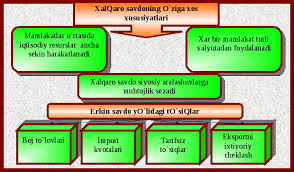 XalQaro savdoning O`ziga xos
xususiyatlari
Mamlakatlar o`rtasida
iqtisodiy resurslar ancha
sekin harakatlanadi
Xar bir mamlakat turli
valyutadan foydalanadi
Xalqaro savdo siyosiy aralashuvlarga
muhtojlik sezadi
Erkin savdo yO`lidagi tO`siQlar
Boj to`lovlari
Import
kvotalari
Tarifsiz
to`siqlar
Eksportni
ixtiyoriy
cheklash